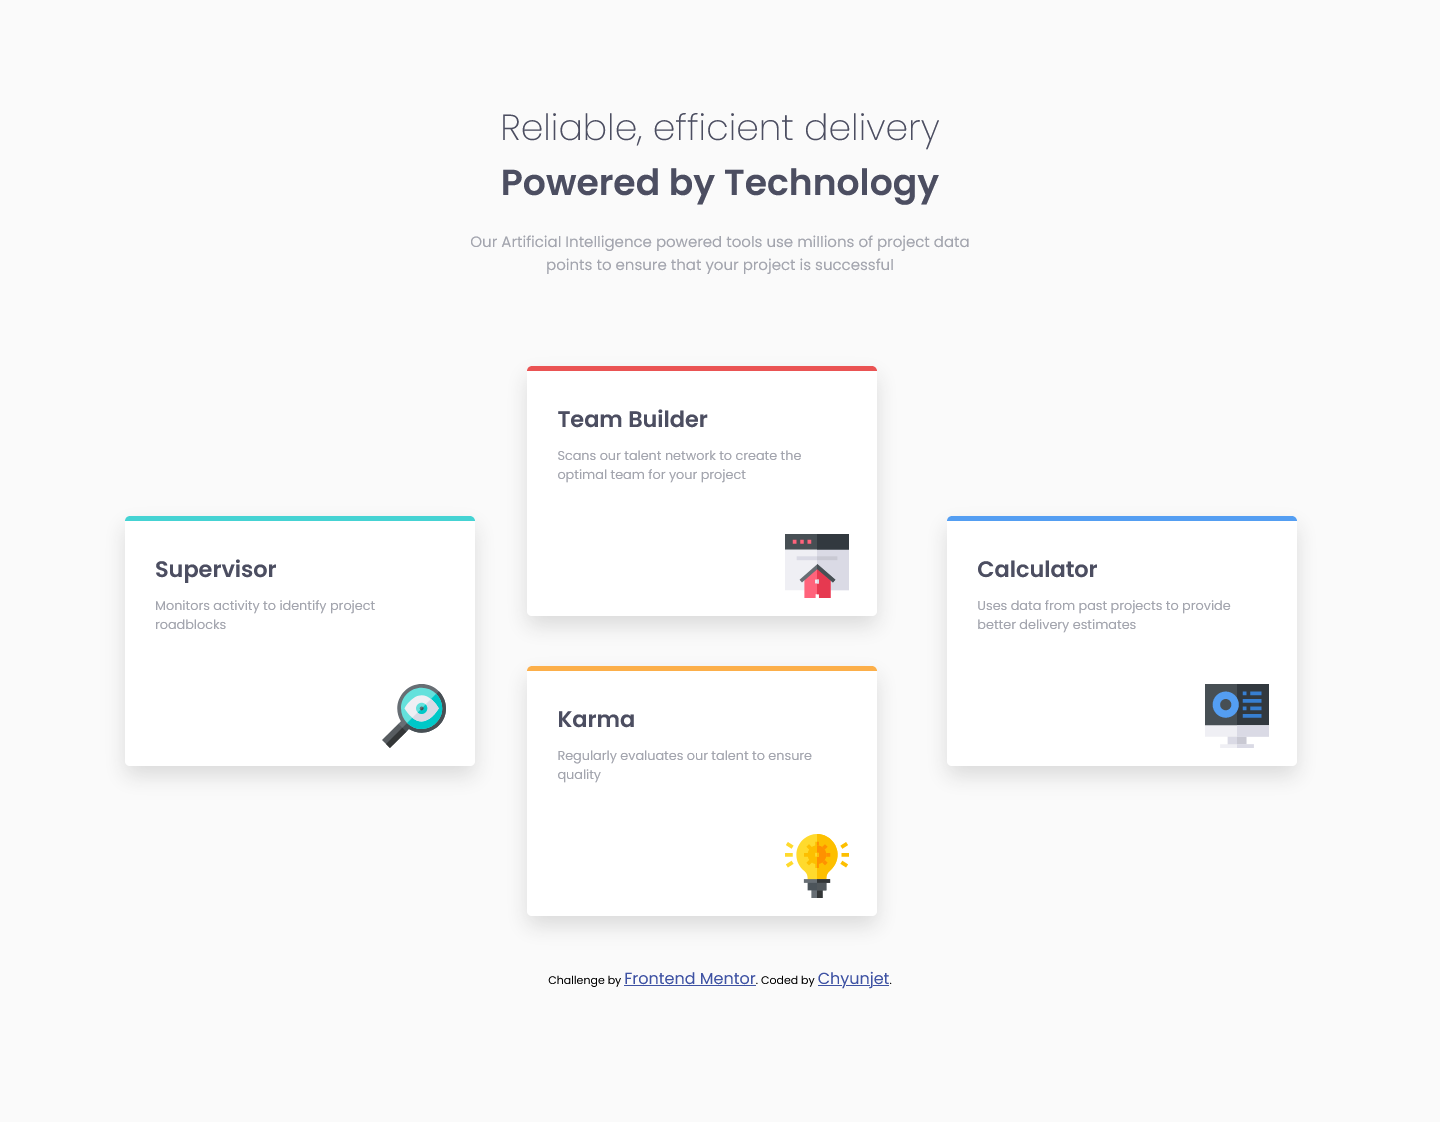 Reliable, efficient delivery
Powered by Technology
Our Artificial Intelligence powered tools use millions of project data
points to ensure that your project is successful
Team Builder
Scans our talent network to create the
optimal team for your project
Supervisor
Monitors activity to identify project
roadblocks
Calculator
Uses data from past projects to provide
better delivery estimates
Karma
Regularly evaluates our talent to ensure
quality
Challenge by Frontend Mentor. Coded by Chyunjet.